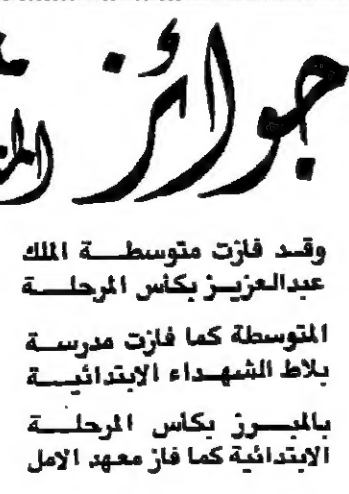 جوائز
وقد فازت متوسطة الملك
عبدالعزيز بكأس المرحلة
المتوسطة كما فازت مدرسة
بلاط الشهداء الابتدائية
بالمبرز بكأس المرحلة
الابتدائية كما فاز معهد الامل